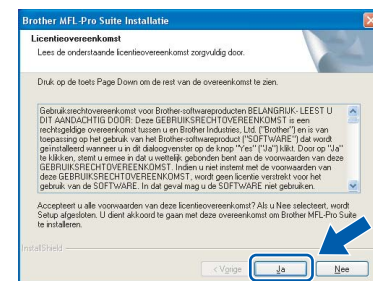 Brother MFL-Pro Suite Installatie
Licentieovereenkomst
Lees de onderstaande licentieovereenkomst zorgvuldig door.
Druk op de toets Page Down om de rest van de overeenkomst te zien.
Gebruiksrechtovereenkomst voor Brother-softwareproducten BELANGRIJK- LEEST U
DIT AANDACHTIG DOOR: Deze GEBRUIKSRECHTOVEREENKOMST is een
rechtsgeldige overeenkomst tussen u en Brother Industries, Ltd. ("Brother") en is van
toepassing op het gebruik van het Brother-softwareproduct ("SOFTWARE") dat wordt
geïnstalleerd wanneer u in dit dialoogvenster op de knop "Yes" ("Ja") klikt. Door op "Ja"
te klikken, stemt u ermee in dat u wettelijk gebonden bent aan de voorwaarden van deze
GEBRUIKSRECHTOVEREENKOMST. Indien u niet instemt met de voorwaarden van
deze GEBRUIKSRECHTOVEREENKOMST, wordt geen licentie verstrekt voor het
gebruik van de SOFTWARE. In dat geval mag u de SOFTWARE niet gebruiken.
Accepteert u alle voorwaarden van deze licentieovereenkomst? Als u Nee selecteert, wordt
Setup afgesloten. U dient akkoord te gaan met deze overeenkomst om Brother MFL-Pro Suite
te installeren.
InstallShield
< Vorige
Ja
Nee